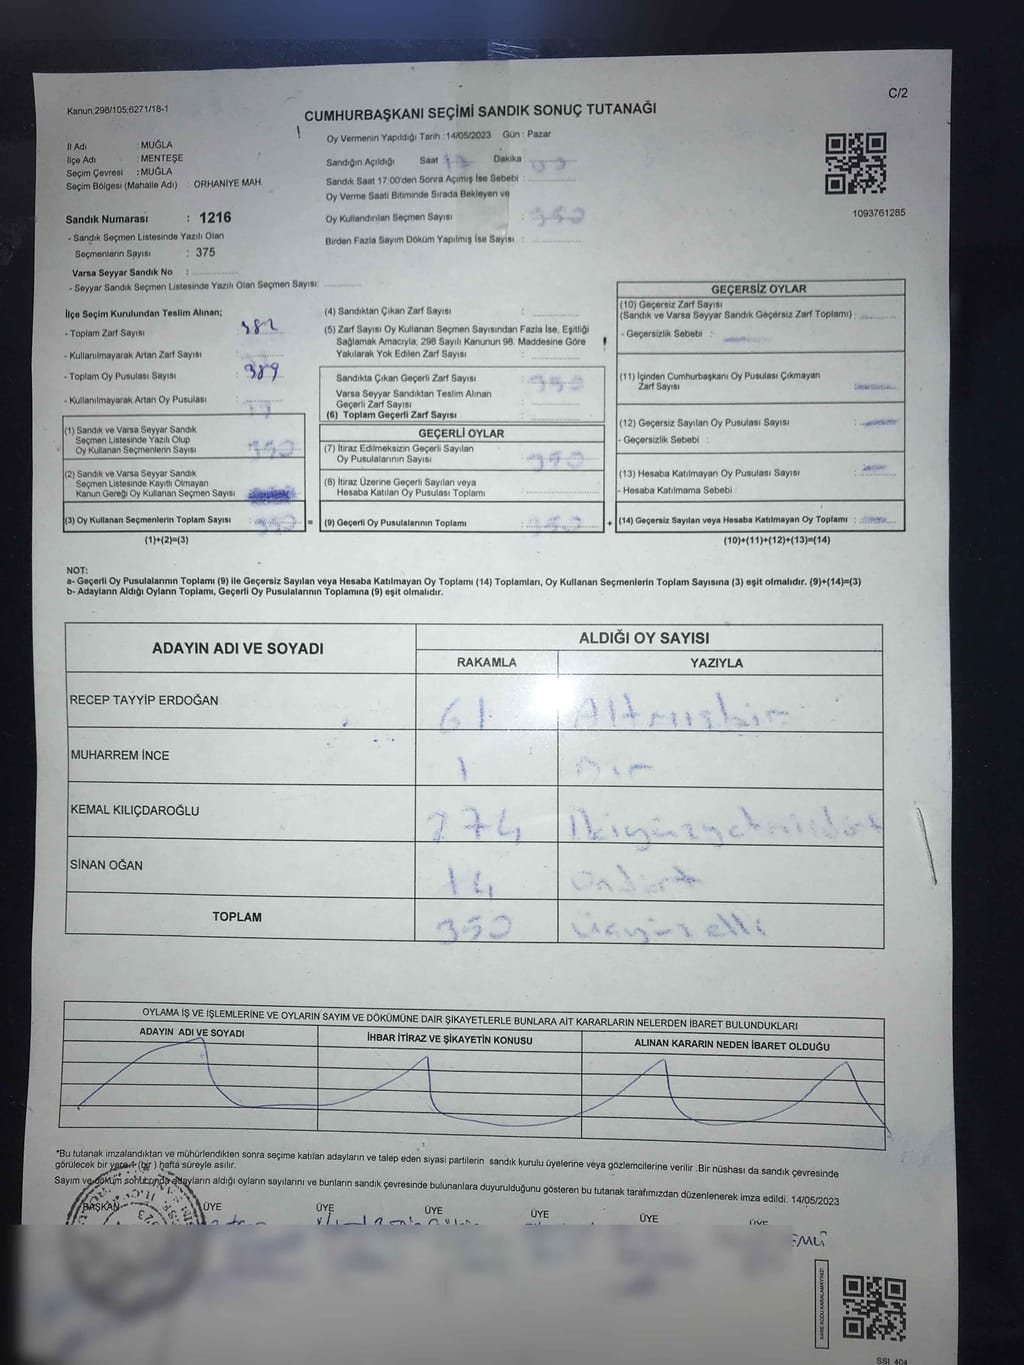 C/2
Kanun:298/105;6271/18-1
CUMHURBAŞKANI SEÇİMİ SANDIK SONUÇ TUTANAĞI
İl Adı : MUĞLA
İlçe Adı : MENTEŞE
Seçim Çevresi : MUĞLA
Seçim Bölgesi (Mahalle Adı) : ORHANİYE MAH.
Sandık Numarası : 1216
- Sandık Seçmen Listesinde Yazılı Olan
Seçmenlerin Sayısı : 375
Varsa Seyyar Sandık No :
- Seyyar Sandık Seçmen Listesinde Yazılı Olan Seçmen Sayısı:
Oy Vermenin Yapıldığı Tarih : 14/05/2023 Gün : Pazar
Sandığın Açıldığı Saat 17 Dakika 00
Sandık Saat 17:00'den Sonra Açımış İse Sebebi :
Oy Verme Saati Bitiminde Sırada Bekleyen ve
Oy Kullandırılan Seçmen Sayısı : 350
Birden Fazla Sayım Döküm Yapılmış İse Sayısı :
1093761285
İlçe Seçim Kurulundan Teslim Alınan;
- Toplam Zarf Sayısı 382
- Kullanılmayarak Artan Zarf Sayısı :
- Toplam Oy Pusulası Sayısı : 389
- Kullanılmayarak Artan Oy Pusulası :
(1) Sandık ve Varsa Seyyar Sandık
Seçmen Listesinde Yazılı Olup
Oy Kullanan Seçmenlerin Sayısı : 350
(2) Sandık ve Varsa Seyyar Sandık
Seçmen Listesinde Kayıtlı Olmayan
Kanun Gereği Oy Kullanan Seçmen Sayısı
(3) Oy Kullanan Seçmenlerin Toplam Sayısı : 350 =
(1)+(2)=(3)
(4) Sandıktan Çıkan Zarf Sayısı :
(5) Zarf Sayısı Oy Kullanan Seçmen Sayısından Fazla İse, Eşitliği
Sağlamak Amacıyla; 298 Sayılı Kanunun 98. Maddesine Göre
Yakılarak Yok Edilen Zarf Sayısı :
Sandıkta Çıkan Geçerli Zarf Sayısı : 350
Varsa Seyyar Sandıktan Teslim Alınan
Geçerli Zarf Sayısı :
(6) Toplam Geçerli Zarf Sayısı :
GEÇERLİ OYLAR
(7) İtiraz Edilmeksizin Geçerli Sayılan
Oy Pusulalarının Sayısı : 350
(8) İtiraz Üzerine Geçerli Sayılan veya
Hesaba Katılan Oy Pusulası Toplamı :
(9) Geçerli Oy Pusulalarının Toplamı : 350 +
GEÇERSİZ OYLAR
(10) Geçersiz Zarf Sayısı
(Sandık ve Varsa Seyyar Sandık Geçersiz Zarf Toplamı) :
- Geçersizlik Sebebi :
(11) İçinden Cumhurbaşkanı Oy Pusulası Çıkmayan
Zarf Sayısı
(12) Geçersiz Sayılan Oy Pusulası Sayısı :
- Geçersizlik Sebebi :
(13) Hesaba Katılmayan Oy Pusulası Sayısı :
- Hesaba Katılmama Sebebi :
(14) Geçersiz Sayılan veya Hesaba Katılmayan Oy Toplamı :
(10)+(11)+(12)+(13)=(14)
NOT:
a- Geçerli Oy Pusulalarının Toplamı (9) ile Geçersiz Sayılan veya Hesaba Katılmayan Oy Toplamı (14) Toplamları, Oy Kullanan Seçmenlerin Toplam Sayısına (3) eşit olmalıdır. (9)+(14)=(3)
b- Adayların Aldığı Oyların Toplamı, Geçerli Oy Pusulalarının Toplamına (9) eşit olmalıdır.
ADAYIN ADI VE SOYADI
ALDIĞI OY SAYISI
RAKAMLA YAZIYLA
RECEP TAYYİP ERDOĞAN 61 Altmışbir
MUHARREM İNCE 1 Bir
KEMAL KILIÇDAROĞLU 274 İkiyüzyetmişdört
SİNAN OĞAN 14 Ondört
TOPLAM 350 Üçyüzelli
OYLAMA İŞ VE İŞLEMLERİNE VE OYLARIN SAYIM VE DÖKÜMÜNE DAİR ŞİKAYETLERLE BUNLARA AİT KARARLARIN NELERDEN İBARET BULUNDUKLARI
ADAYIN ADI VE SOYADI İHBAR İTİRAZ VE ŞİKAYETİN KONUSU ALINAN KARARIN NEDEN İBARET OLDUĞU
*Bu tutanak imzalandıktan ve mühürlendikten sonra seçime katılan adayların ve talep eden siyasi partilerin sandık kurulu üyelerine veya gözlemcilerine verilir .Bir nüshası da sandık çevresinde
görülecek bir yere 1 (bir ) hafta süreyle asılır.
Sayım ve döküm sonucunda adayların aldığı oyların sayılarını ve bunların sandık çevresinde bulunanlara duyurulduğunu gösteren bu tutanak tarafımızdan düzenlenerek imza edildi. 14/05/2023
BAŞKAN ÜYE ÜYE ÜYE ÜYE ÜYE ÜYE
KARE KODU KARALAMAYINIZ!
SSİ 404